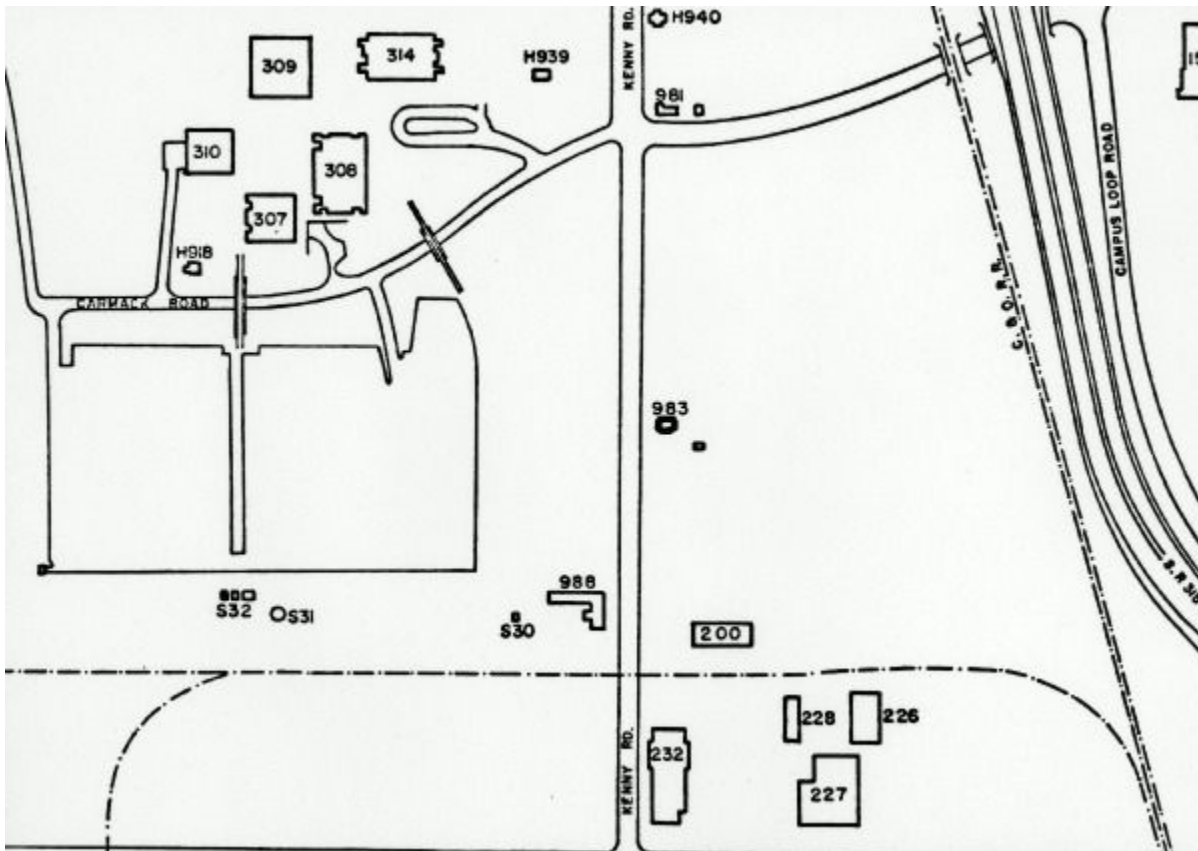 H940
314
309
H939
KENNY RD.
981
310
308
307
CAMPUS LOOP ROAD
H918
CARMACK ROAD
C. & O. R. R.
983
988
S32
S31
S30
S. R 315
200
228
226
232
KENNY RD.
227